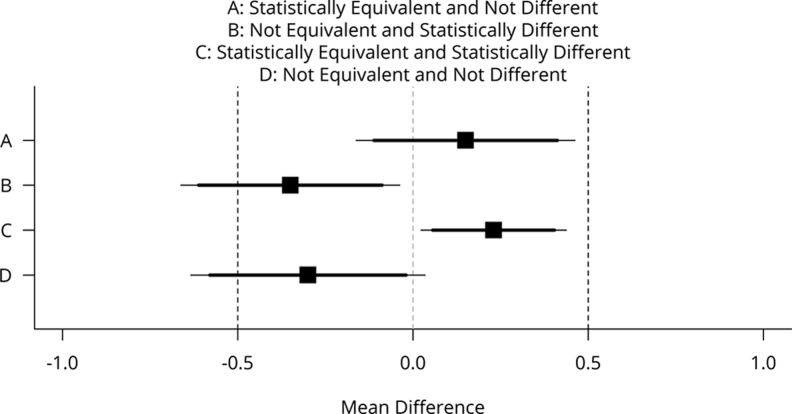 A: Statistically Equivalent and Not Different
B: Not Equivalent and Statistically Different
C: Statistically Equivalent and Statistically Different
D: Not Equivalent and Not Different
A
B
C
D
-1.0 -0.5 0.0 0.5 1.0
Mean Difference